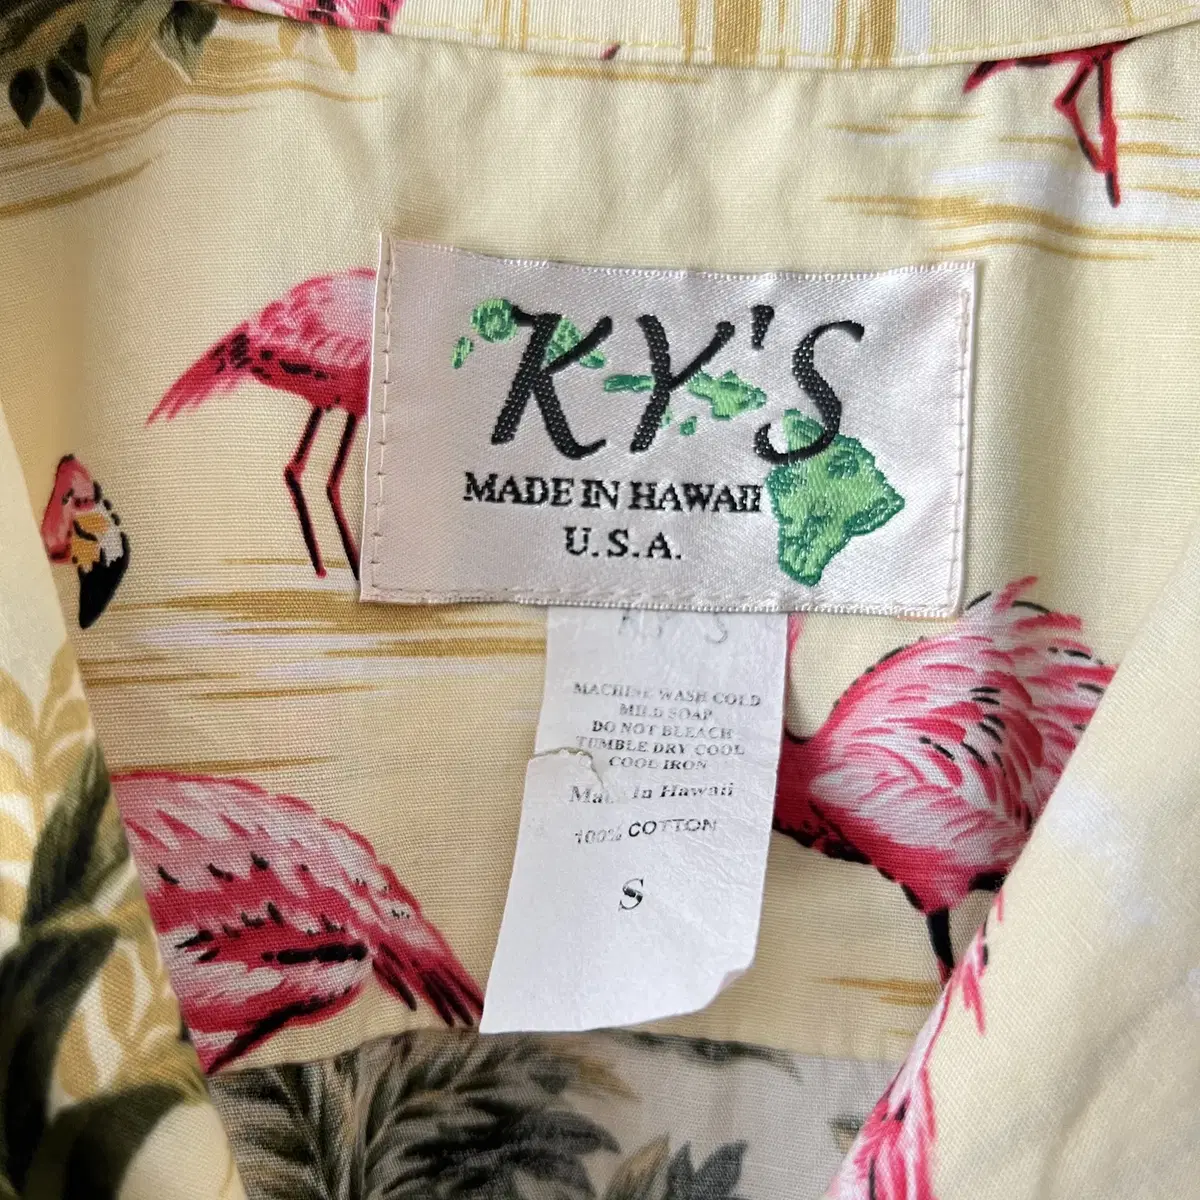 KY'S
MADE IN HAWAII
U.S.A.
KY'S
MACHINE WASH COLD
MILD SOAP
DO NOT BLEACH
TUMBLE DRY COOL
COOL IRON
In Hawaii
100% COTTON
S